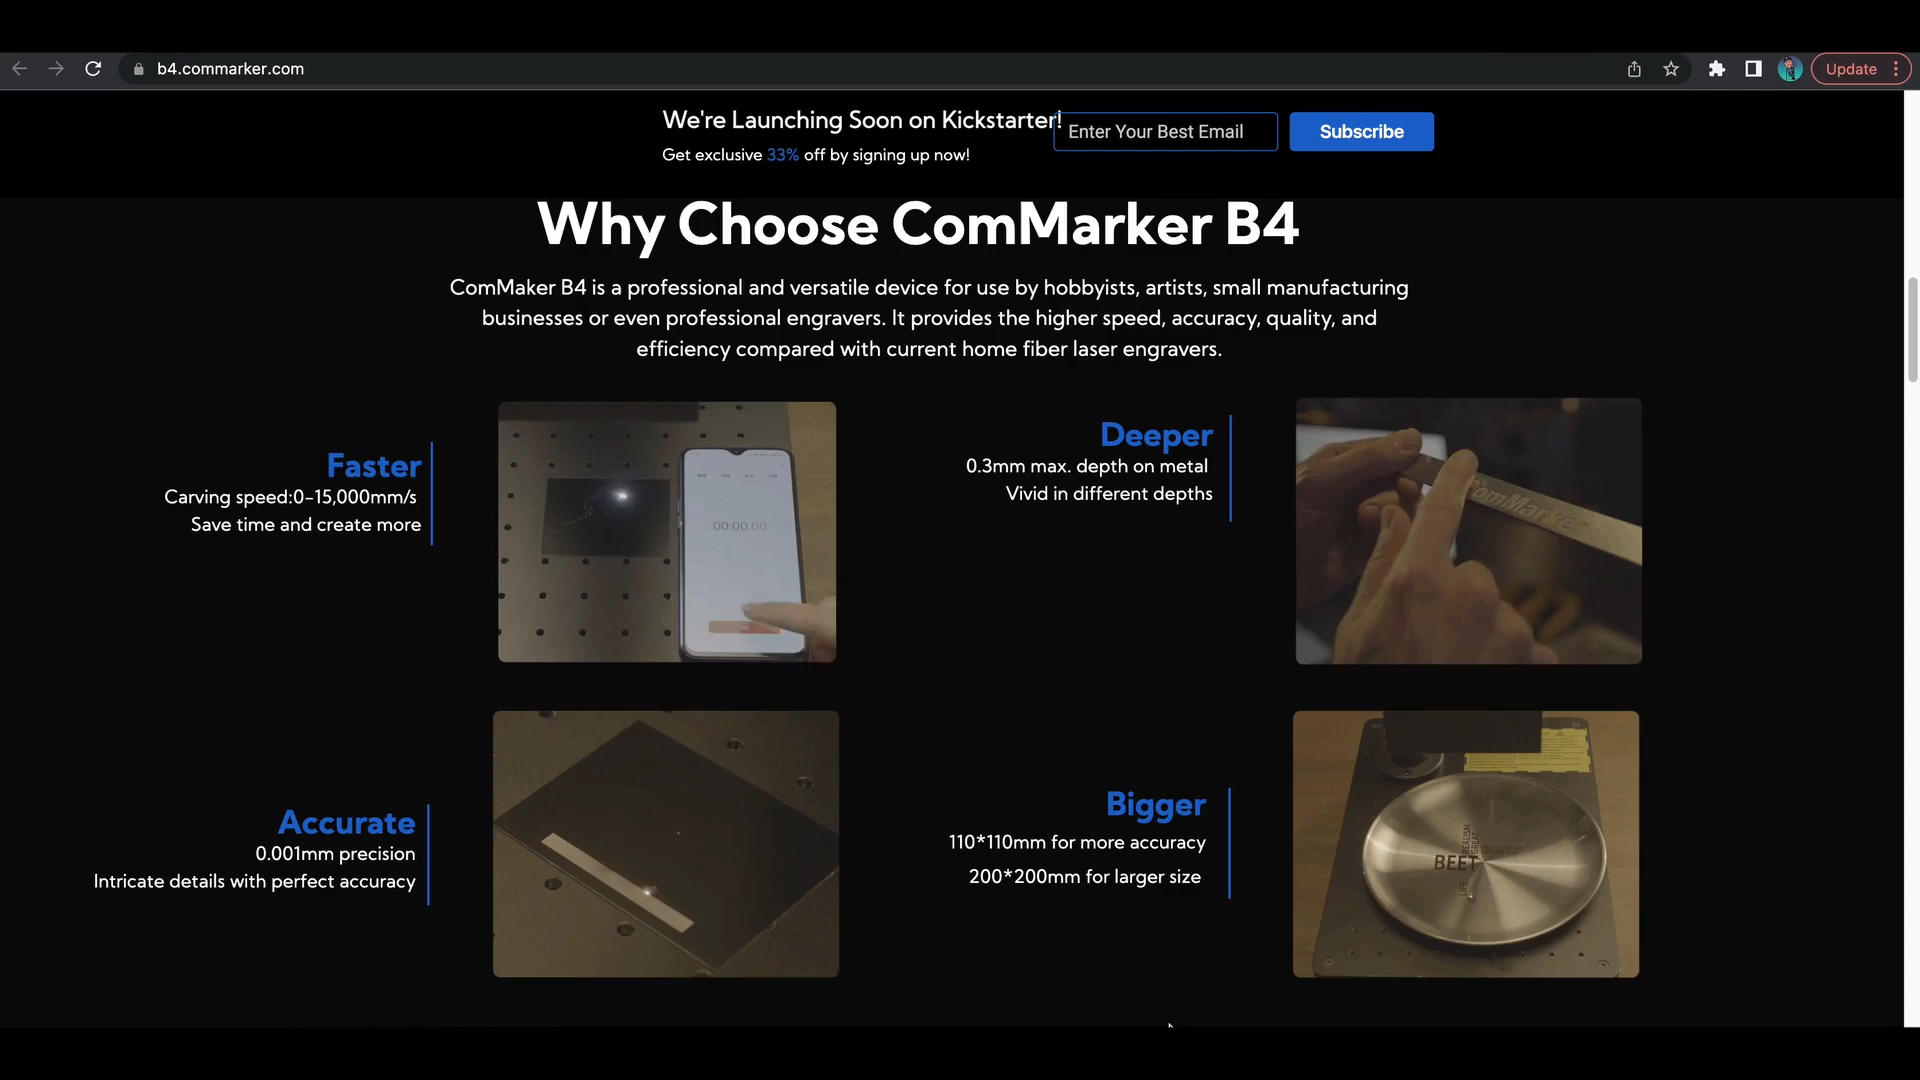 b4.commarker.com
Update
We're Launching Soon on Kickstarter!
Get exclusive 33% off by signing up now!
Enter Your Best Email
Subscribe
Why Choose ComMarker B4
ComMaker B4 is a professional and versatile device for use by hobbyists, artists, small manufacturing
businesses or even professional engravers. It provides the higher speed, accuracy, quality, and
efficiency compared with current home fiber laser engravers.
Faster
Carving speed:0-15,000mm/s
Save time and create more
00:00.00
Deeper
0.3mm max. depth on metal
Vivid in different depths
ComMarker
Accurate
0.001mm precision
Intricate details with perfect accuracy
Bigger
110*110mm for more accuracy
200*200mm for larger size
REALISM
GREAT
BEET
LIFE